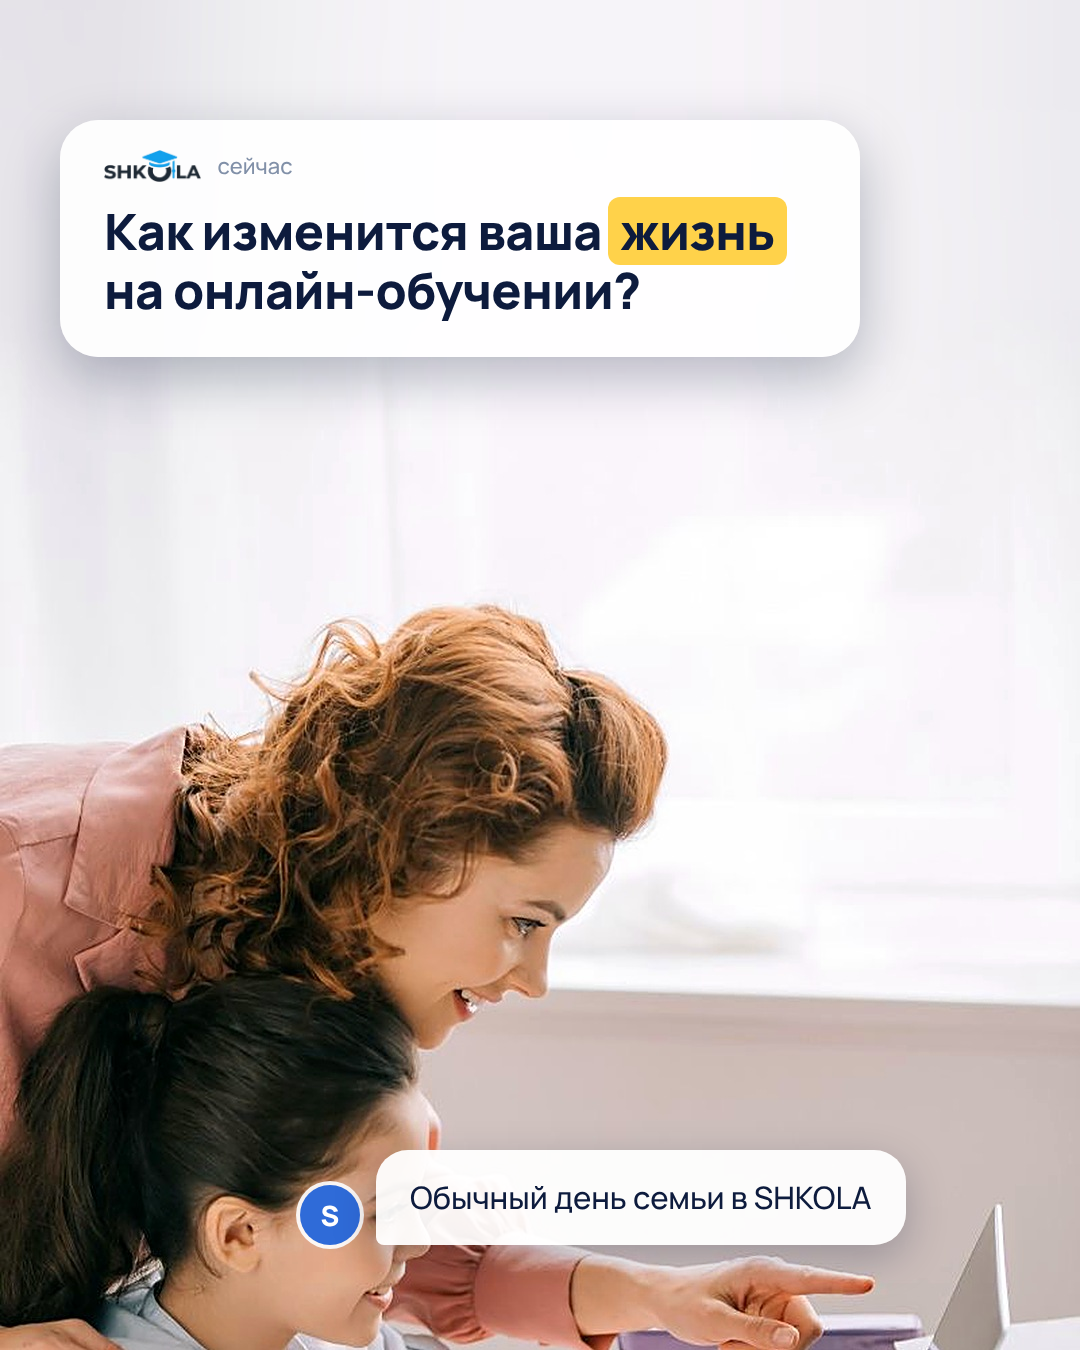 SHKOLA сейчас
Как изменится ваша жизнь
на онлайн-обучении?
S
Обычный день семьи в SHKOLA